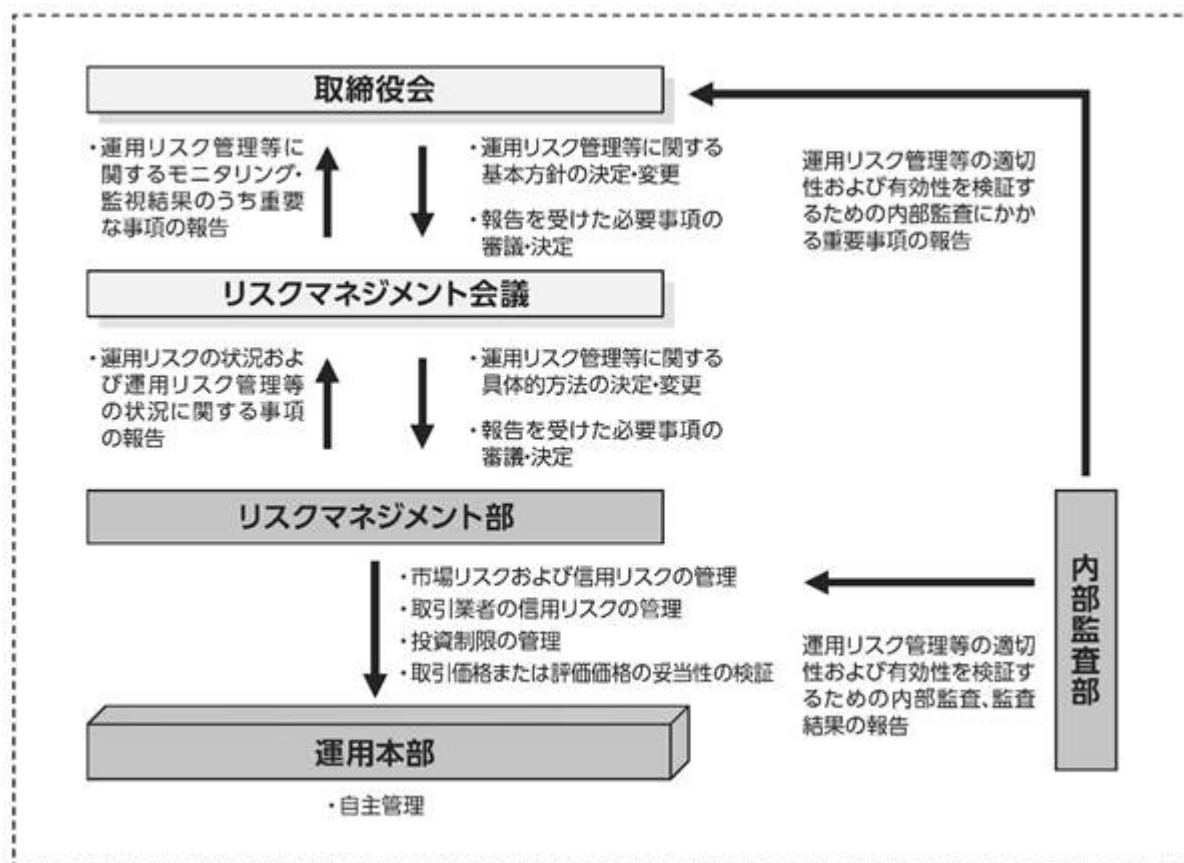 取締役会
・運用リスク管理等に
関するモニタリング・
監視結果のうち重要
な事項の報告
・運用リスク管理等に関する
基本方針の決定・変更
・報告を受けた必要事項の
審議・決定
運用リスク管理等の適切
性および有効性を検証す
るための内部監査にかか
る重要事項の報告
リスクマネジメント会議
・運用リスクの状況およ
び運用リスク管理等
の状況に関する事項
の報告
・運用リスク管理等に関する
具体的方法の決定・変更
・報告を受けた必要事項の
審議・決定
リスクマネジメント部
・市場リスクおよび信用リスクの管理
・取引業者の信用リスクの管理
・投資制限の管理
・取引価格または評価価格の妥当性の検証
運用リスク管理等の適切
性および有効性を検証す
るための内部監査、監査
結果の報告
内部監査部
運用本部
・自主管理